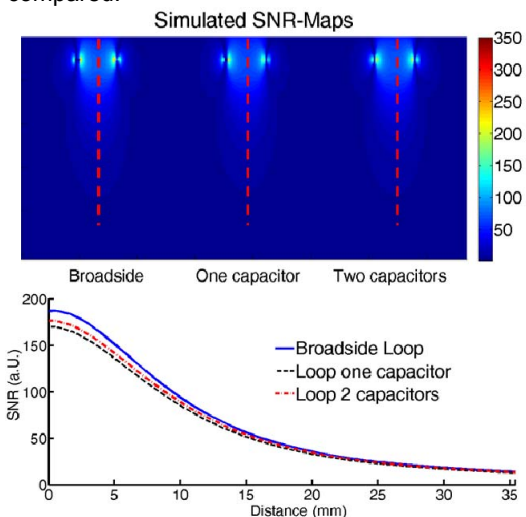 compared.
Simulated SNR-Maps
350
300
250
200
150
100
50
Broadside One capacitor Two capacitors
200
150
100
50
0
SNR (a.U.)
Broadside Loop
Loop one capacitor
Loop 2 capacitors
0 5 10 15 20 25 30 35
Distance (mm)